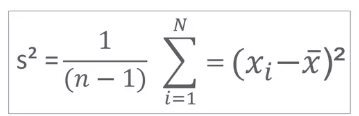 s² = 1/(n − 1) N∑i=1 = (xᵢ−x̄)²